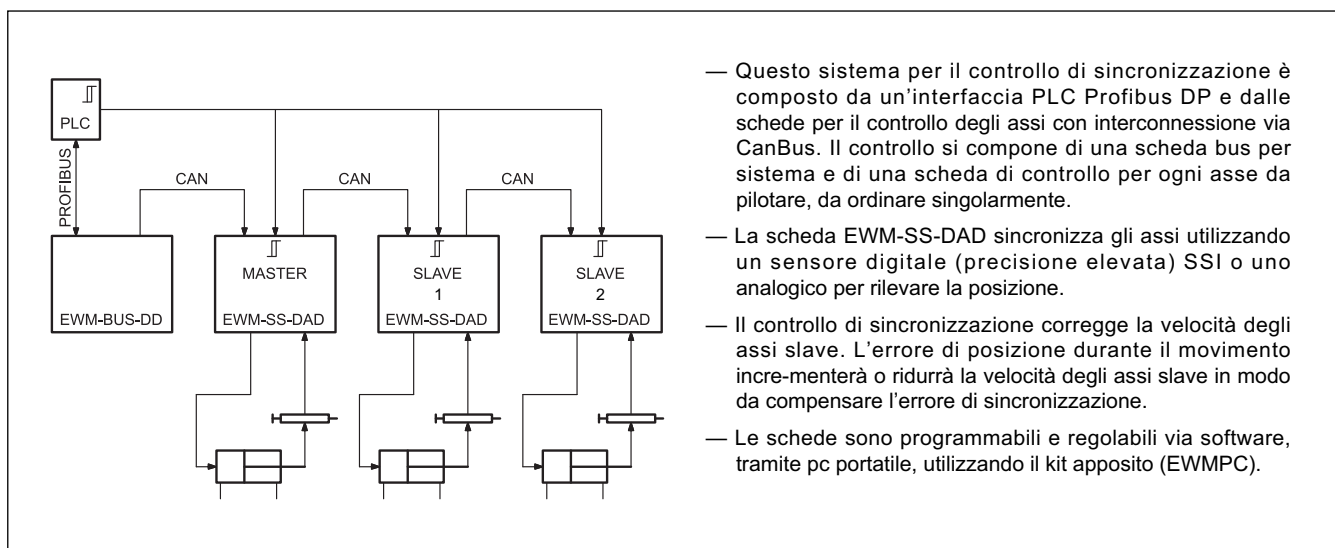 PLC
PROFIBUS
CAN
CAN
CAN
EWM-BUS-DD
MASTER
EWM-SS-DAD
SLAVE
1
EWM-SS-DAD
SLAVE
2
EWM-SS-DAD
— Questo sistema per il controllo di sincronizzazione è
composto da un'interfaccia PLC Profibus DP e dalle
schede per il controllo degli assi con interconnessione via
CanBus. Il controllo si compone di una scheda bus per
sistema e di una scheda di controllo per ogni asse da
pilotare, da ordinare singolarmente.
— La scheda EWM-SS-DAD sincronizza gli assi utilizzando
un sensore digitale (precisione elevata) SSI o uno
analogico per rilevare la posizione.
— Il controllo di sincronizzazione corregge la velocità degli
assi slave. L'errore di posizione durante il movimento
incre-menterà o ridurrà la velocità degli assi slave in modo
da compensare l'errore di sincronizzazione.
— Le schede sono programmabili e regolabili via software,
tramite pc portatile, utilizzando il kit apposito (EWMPC).